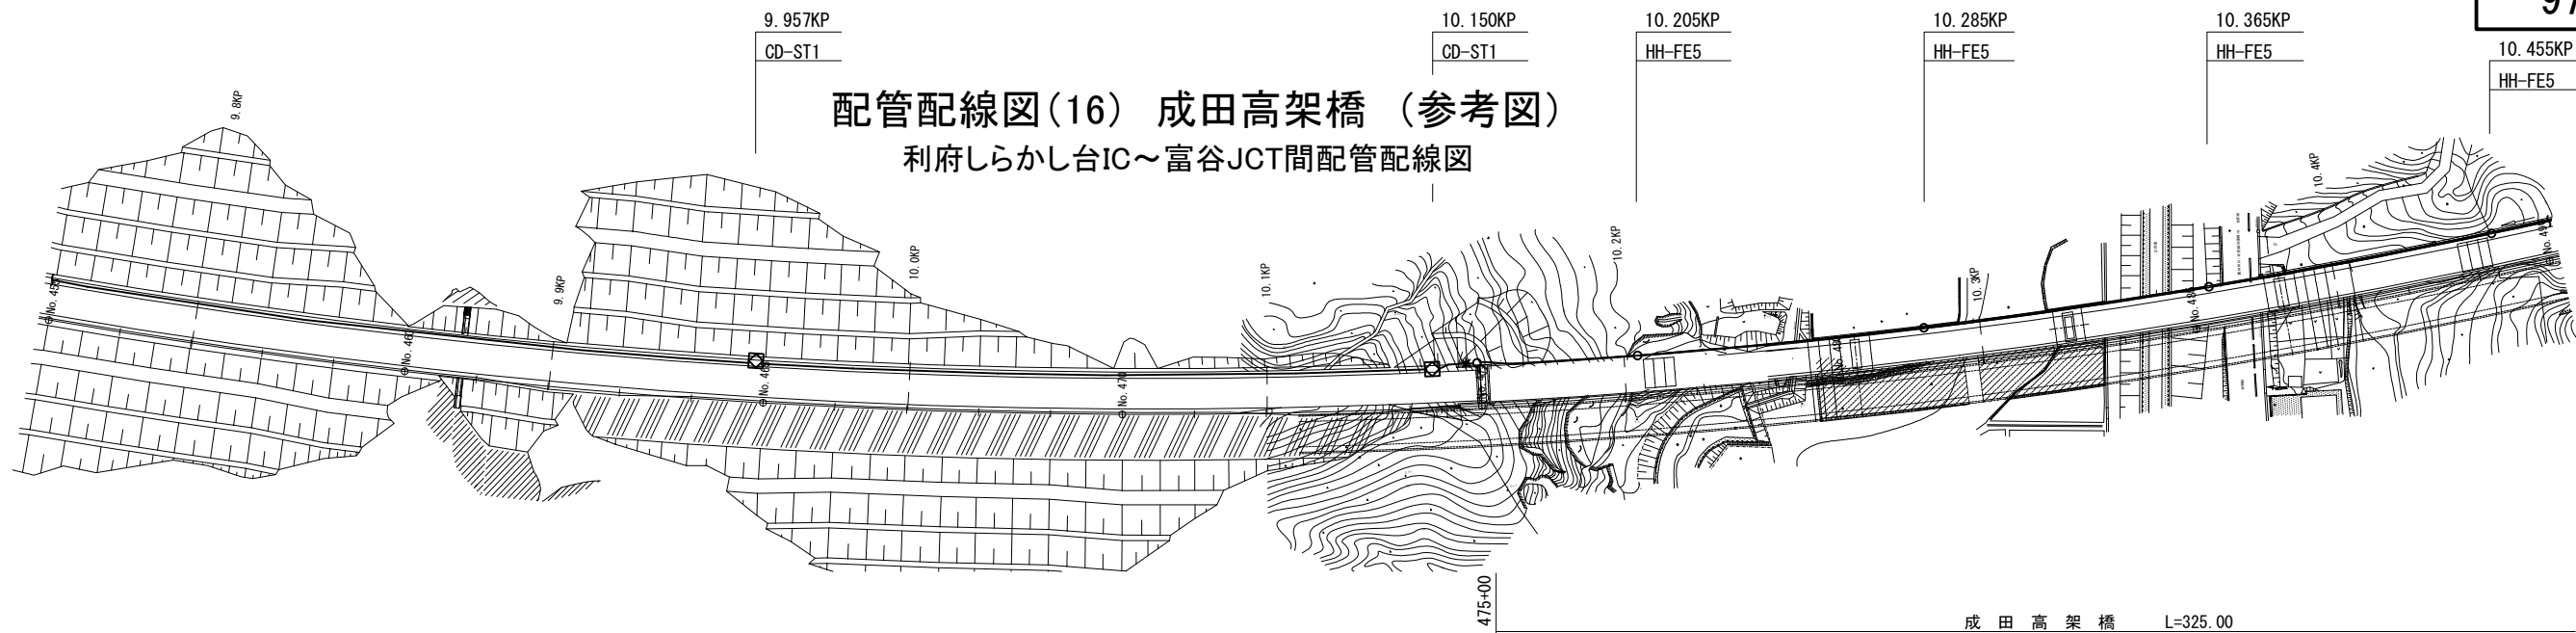 9.957KP
CD-ST1
10.150KP
CD-ST1
10.205KP
HH-FE5
10.285KP
HH-FE5
10.365KP
HH-FE5
10.455KP
HH-FE5
配管配線図(16) 成田高架橋 (参考図)
利府しらかし台IC～富谷JCT間配管配線図
9.8KP
9.9KP
10.0KP
10.1KP
10.2KP
10.3KP
10.4KP
No.470
475+00
成田高架橋 L=325.00